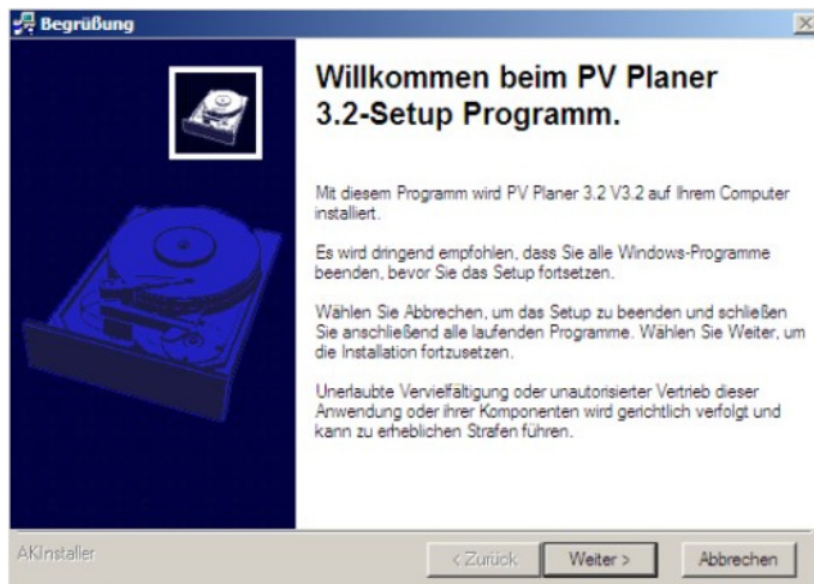 Begrüßung
Willkommen beim PV Planer
3.2-Setup Programm.
Mit diesem Programm wird PV Planer 3.2 V3.2 auf Ihrem Computer
installiert.
Es wird dringend empfohlen, dass Sie alle Windows-Programme
beenden, bevor Sie das Setup fortsetzen.
Wählen Sie Abbrechen, um das Setup zu beenden und schließen
Sie anschließend alle laufenden Programme. Wählen Sie Weiter, um
die Installation fortzusetzen.
Unerlaubte Vervielfältigung oder unautorisierter Vertrieb dieser
Anwendung oder ihrer Komponenten wird gerichtlich verfolgt und
kann zu erheblichen Strafen führen.
AKInstaller
< Zurück Weiter > Abbrechen